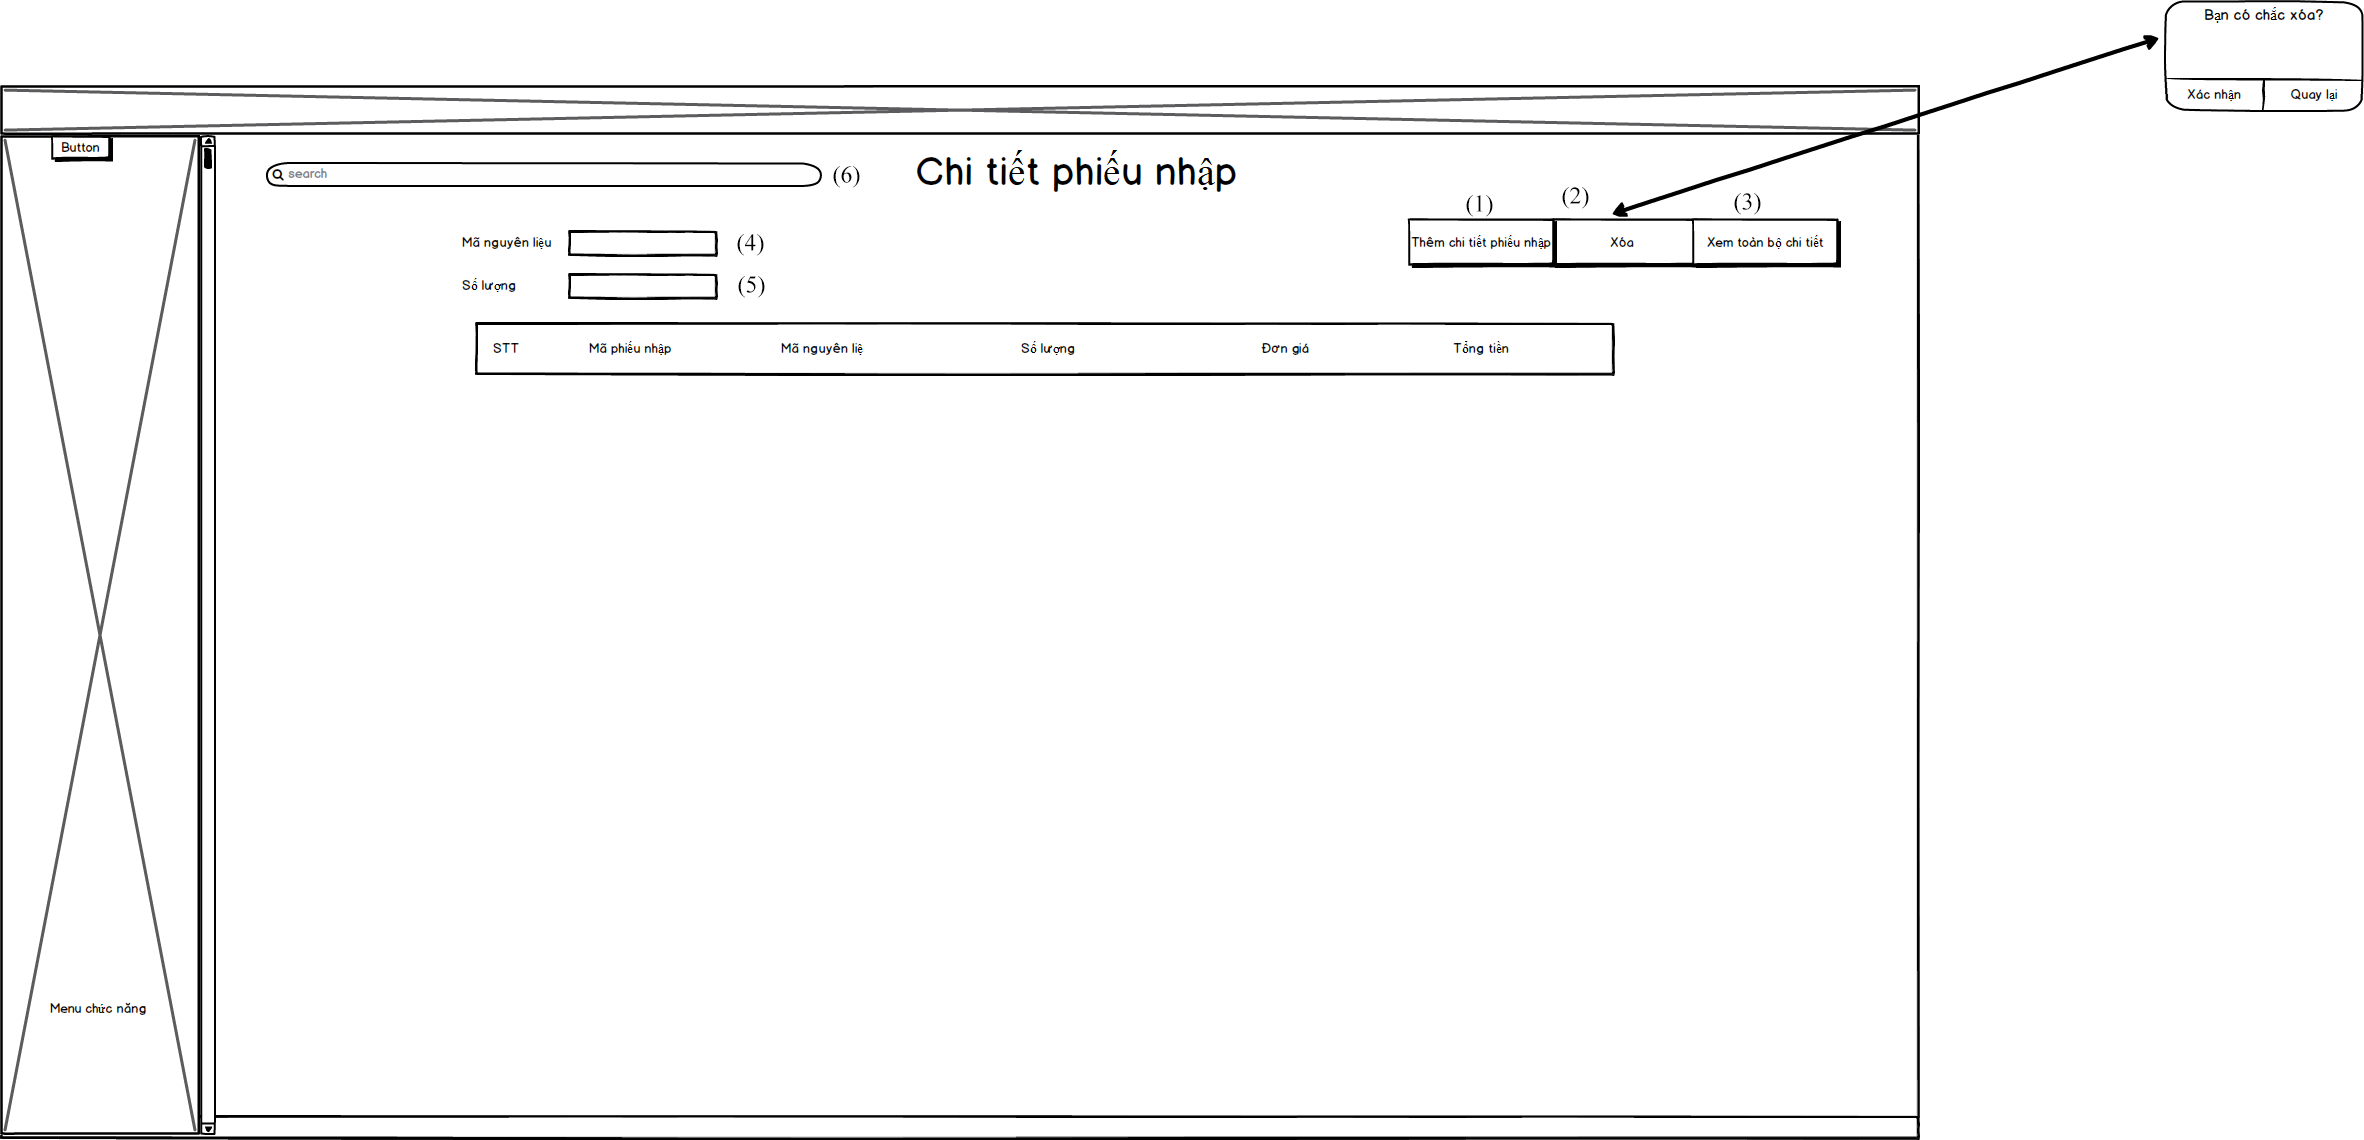 Bạn có chắc xóa?
Xác nhận
Quay lại
Button
search
(6)
Chi tiết phiếu nhập
(1)
(2)
(3)
Mã nguyên liệu
(4)
Thêm chi tiết phiếu nhập
Xóa
Xem toàn bộ chi tiết
Số lượng
(5)
STT
Mã phiếu nhập
Mã nguyên liệ
Số lượng
Đơn giá
Tổng tiền
Menu chức năng